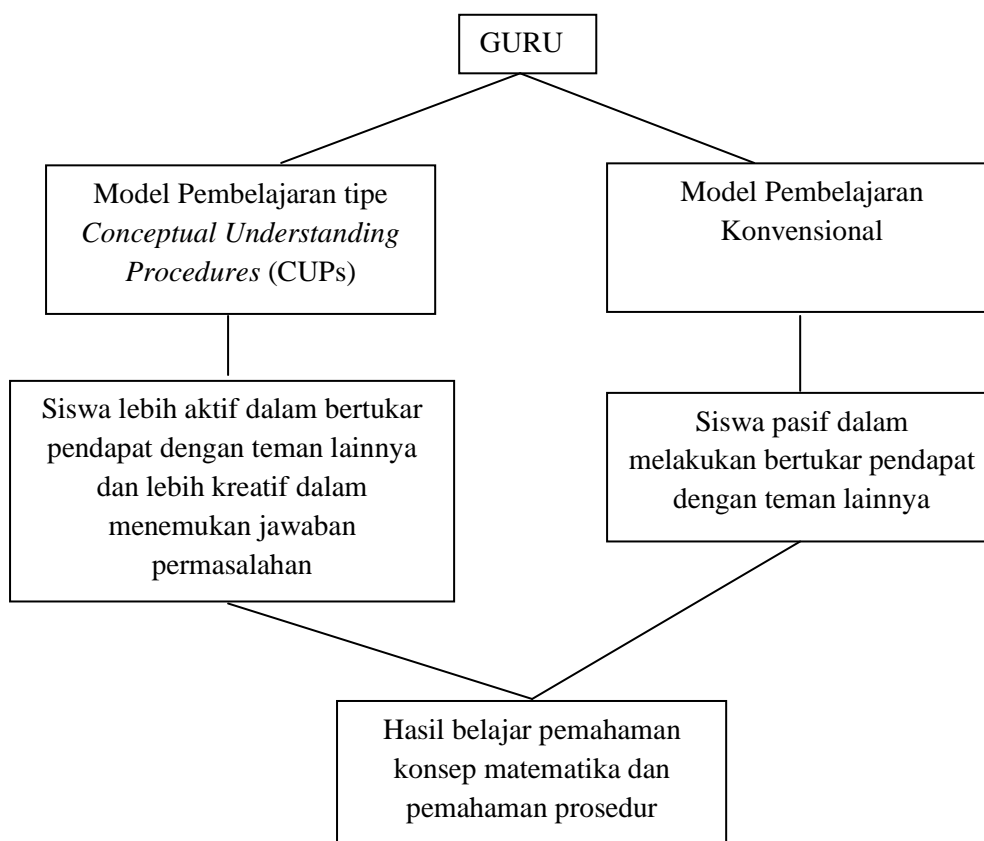 GURU
Model Pembelajaran tipe
Conceptual Understanding
Procedures (CUPs)
Model Pembelajaran
Konvensional
Siswa lebih aktif dalam bertukar
pendapat dengan teman lainnya
dan lebih kreatif dalam
menemukan jawaban
permasalahan
Siswa pasif dalam
melakukan bertukar pendapat
dengan teman lainnya
Hasil belajar pemahaman
konsep matematika dan
pemahaman prosedur